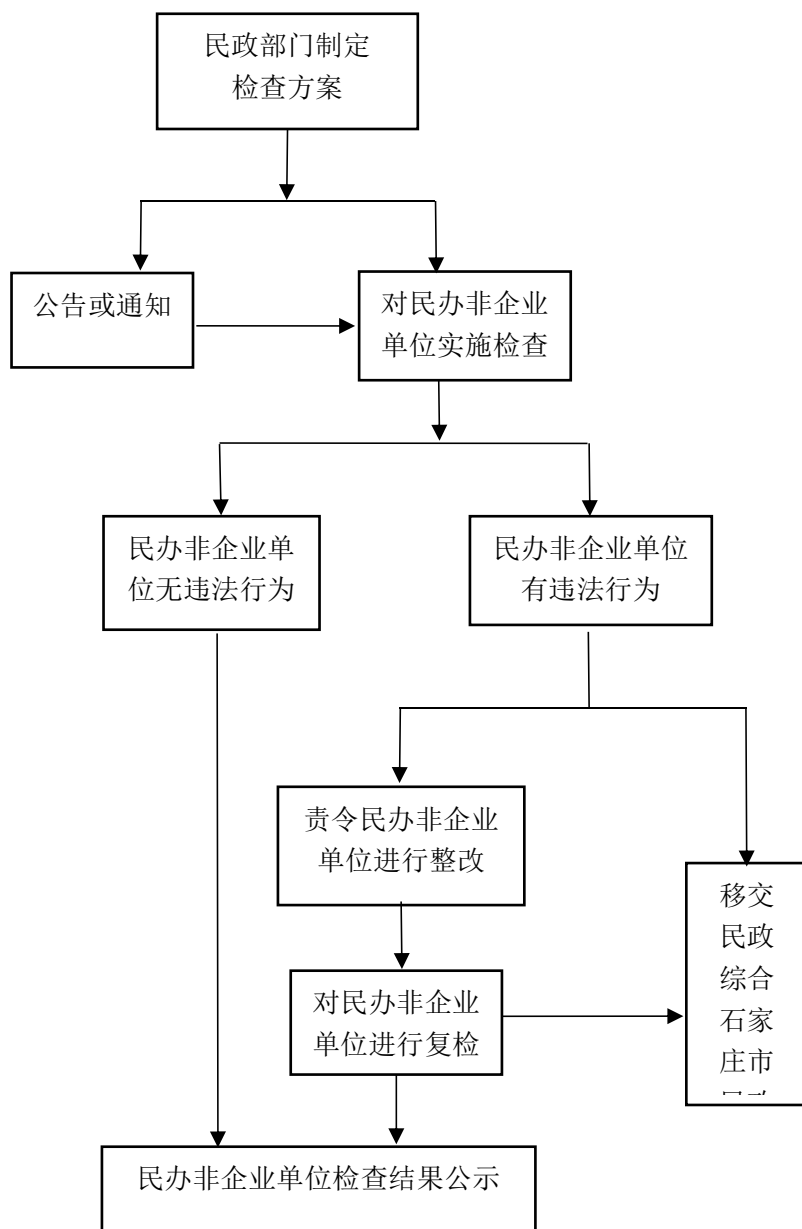 民政部门制定
检查方案
公告或通知
对民办非企业
单位实施检查
民办非企业单
位无违法行为
民办非企业单位
有违法行为
责令民办非企业
单位进行整改
移交
民政
综合
石家
庄市
对民办非企业
单位进行复检
民办非企业单位检查结果公示